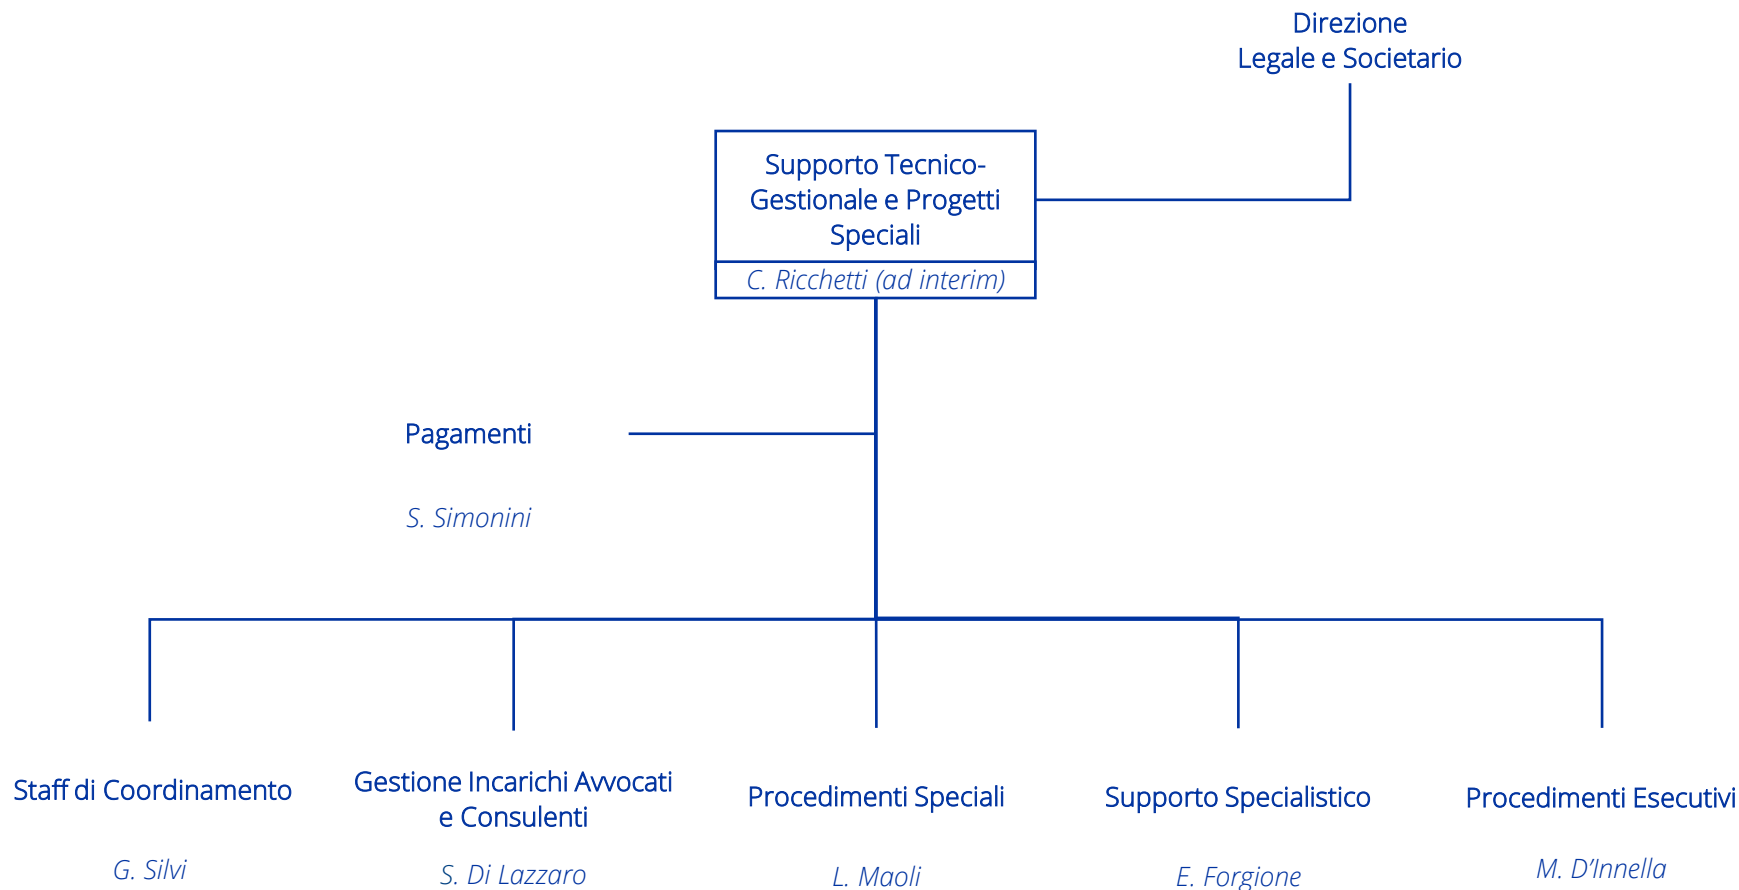 Direzione
Legale e Societario
Supporto Tecnico-
Gestionale e Progetti
Speciali
C. Ricchetti (ad interim)
Pagamenti
S. Simonini
Staff di Coordinamento
G. Silvi
Gestione Incarichi Avvocati
e Consulenti
S. Di Lazzaro
Procedimenti Speciali
L. Maoli
Supporto Specialistico
E. Forgione
Procedimenti Esecutivi
M. D’Innella